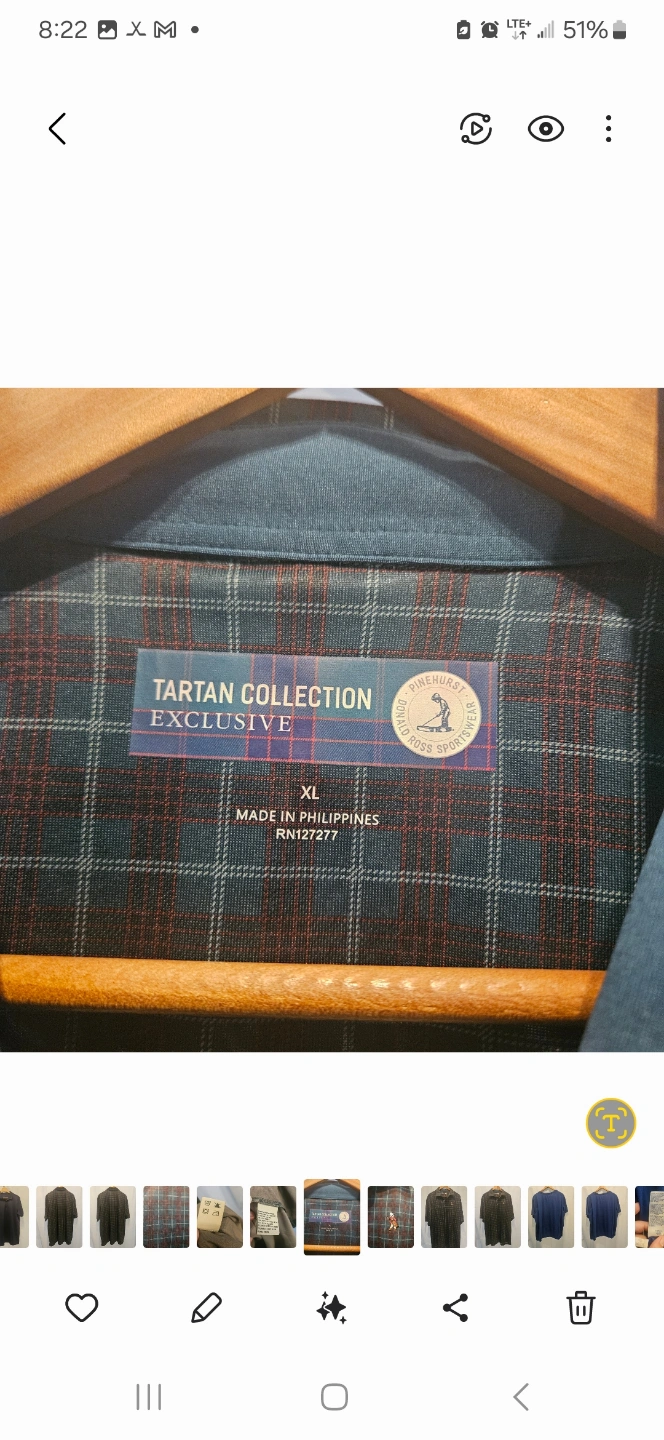 8:22
LTE+
51%
TARTAN COLLECTION
EXCLUSIVE
· PINEHURST ·
DONALD ROSS SPORTSWEAR
XL
MADE IN PHILIPPINES
RN127277
T